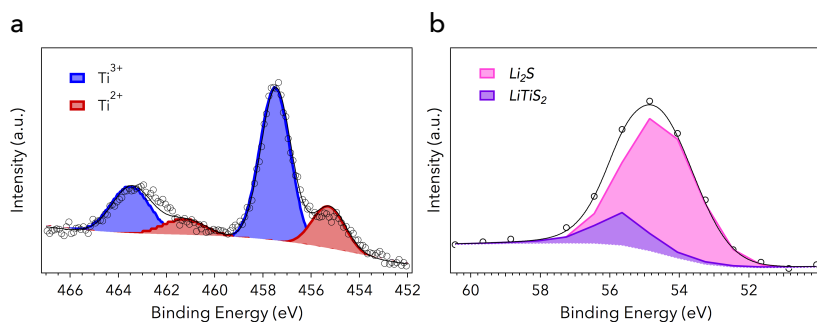 a
Ti³⁺
Ti²⁺
Intensity (a.u.)
466 464 462 460 458 457 456 454 452
Binding Energy (eV)
b
Li₂S
LiTiS₂
Intensity (a.u.)
60 58 56 54 52
Binding Energy (eV)